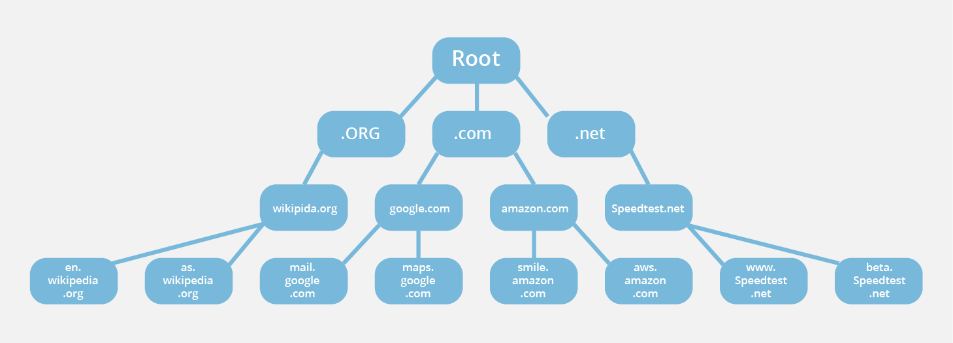 Root
.ORG
.com
.net
wikipida.org
google.com
amazon.com
Speedtest.net
en.
wikipedia
.org
as.
wikipedia
.org
mail.
google
.com
maps.
google
.com
smile.
amazon
.com
aws.
amazon
.com
www.
Speedtest
.net
beta.
Speedtest
.net